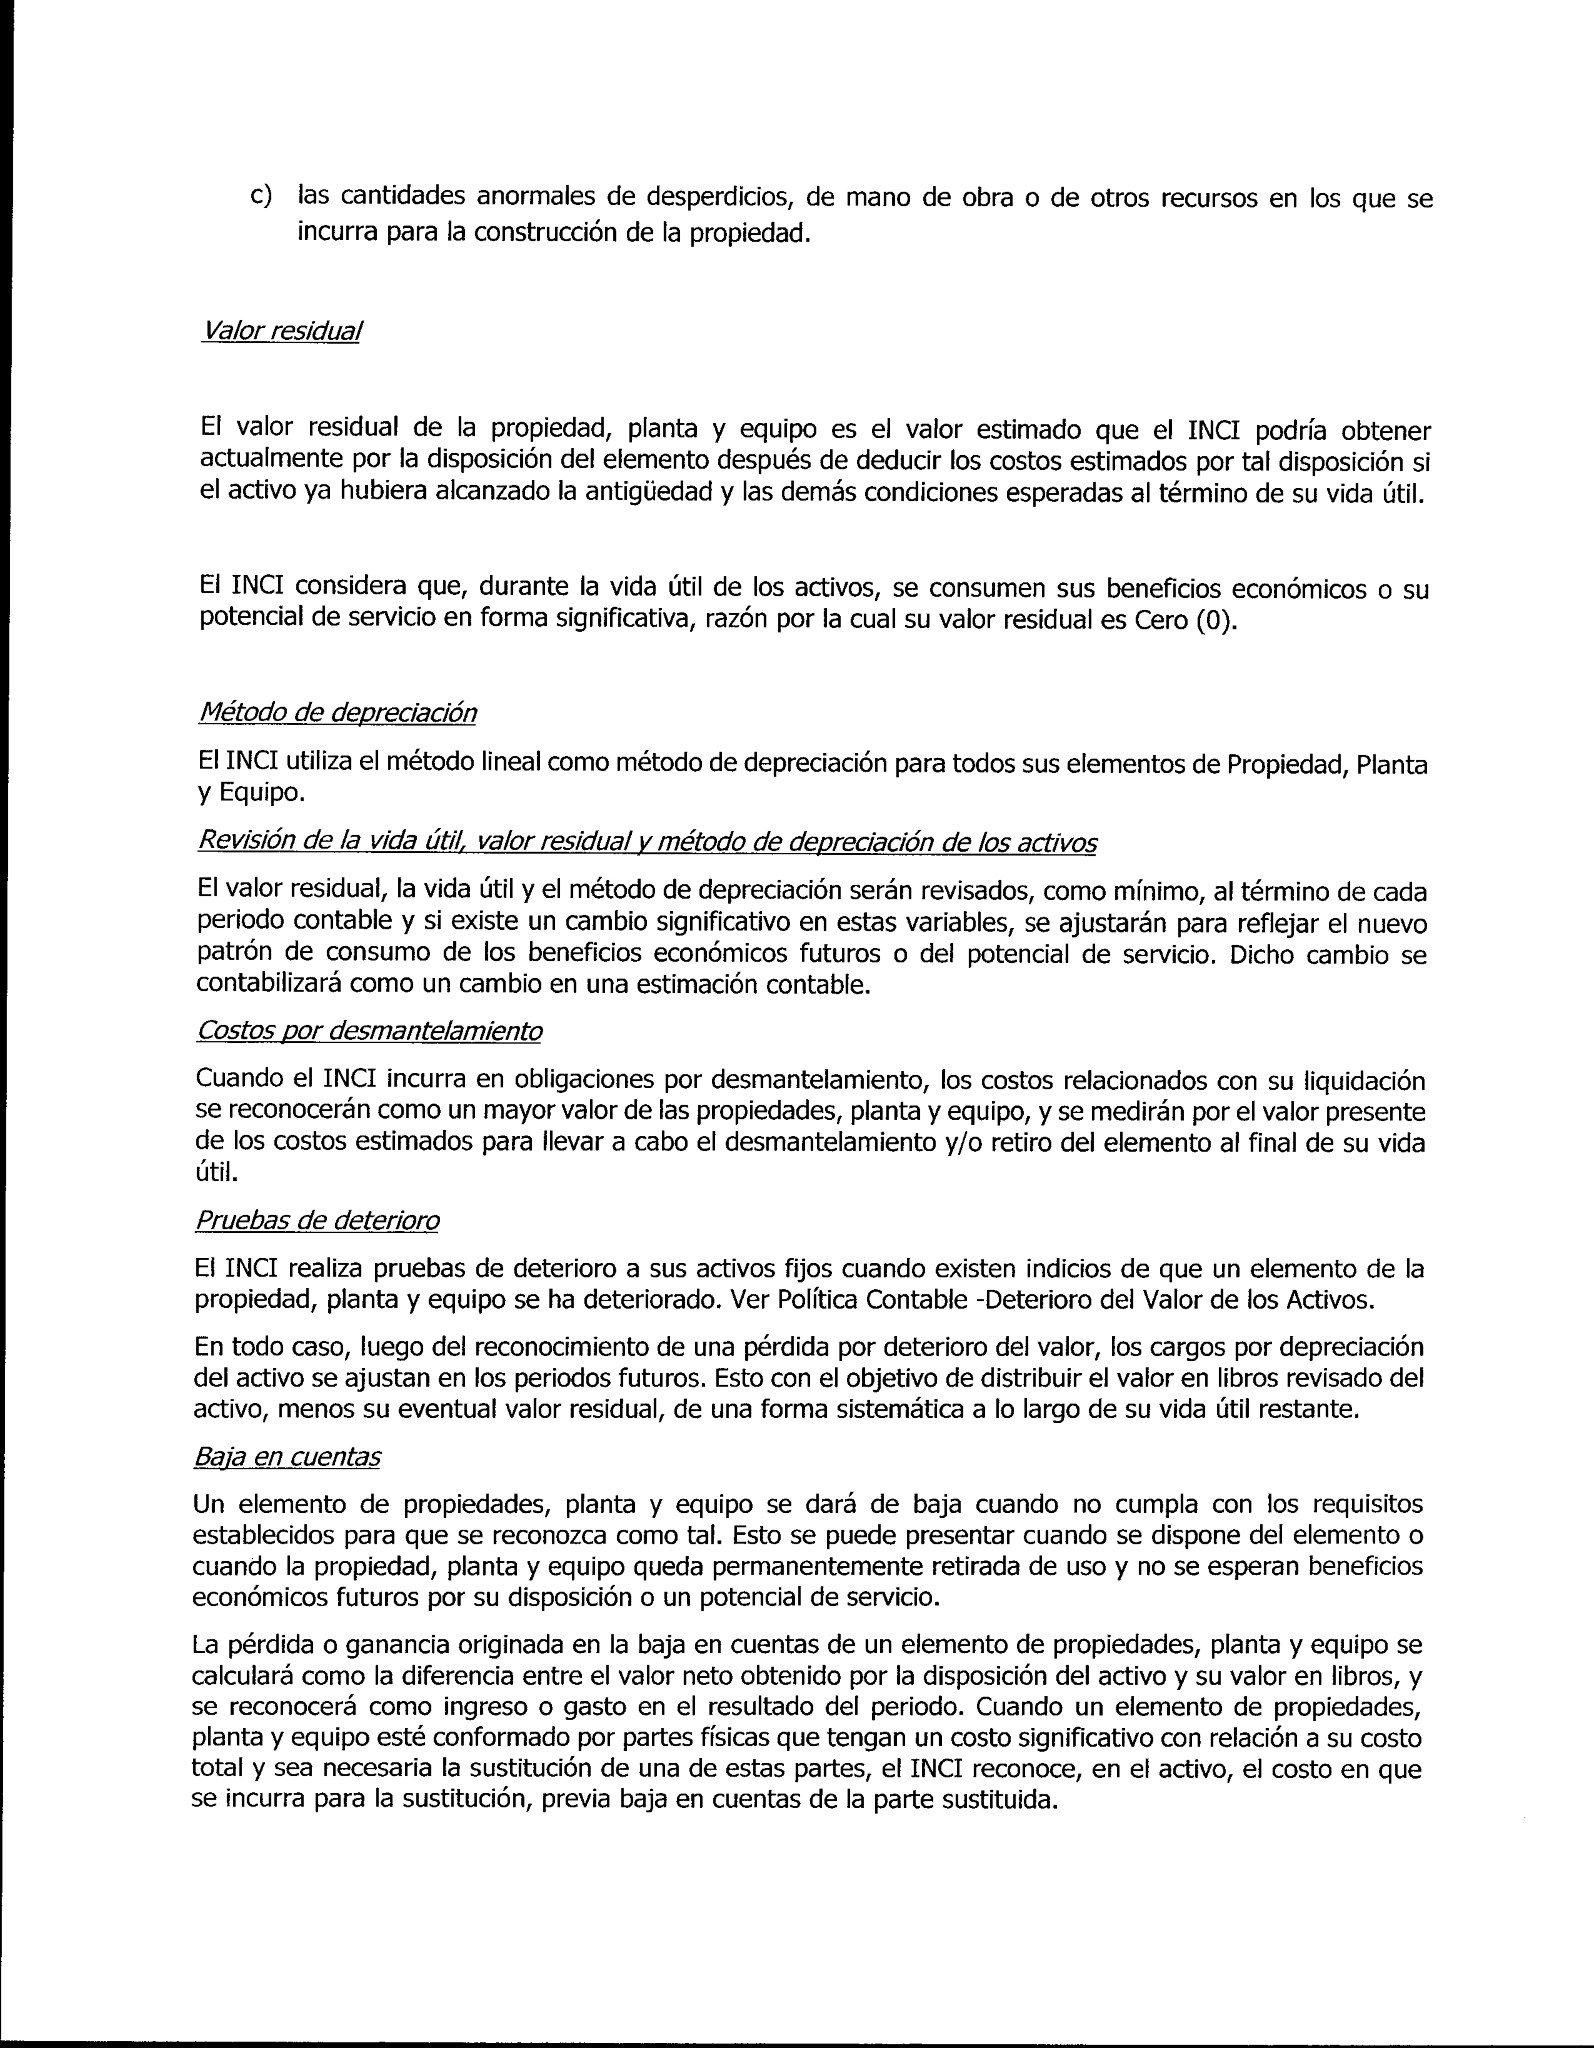 c) las cantidades anormales de desperdicios, de mano de obra o de otros recursos en los que se
incurra para la construcción de la propiedad.
Valor residual
El valor residual de la propiedad, planta y equipo es el valor estimado que el INCI podría obtener
actualmente por la disposición del elemento después de deducir los costos estimados por tal disposición si
el activo ya hubiera alcanzado la antigüedad y las demás condiciones esperadas al término de su vida útil.
El INCI considera que, durante la vida útil de los activos, se consumen sus beneficios económicos o su
potencial de servicio en forma significativa, razón por la cual su valor residual es Cero (0).
Método de depreciación
El INCI utiliza el método lineal como método de depreciación para todos sus elementos de Propiedad, Planta
y Equipo.
Revisión de la vida útil, valor residual y método de depreciación de los activos
El valor residual, la vida útil y el método de depreciación serán revisados, como mínimo, al término de cada
periodo contable y si existe un cambio significativo en estas variables, se ajustarán para reflejar el nuevo
patrón de consumo de los beneficios económicos futuros o del potencial de servicio. Dicho cambio se
contabilizará como un cambio en una estimación contable.
Costos por desmantelamiento
Cuando el INCI incurra en obligaciones por desmantelamiento, los costos relacionados con su liquidación
se reconocerán como un mayor valor de las propiedades, planta y equipo, y se medirán por el valor presente
de los costos estimados para llevar a cabo el desmantelamiento y/o retiro del elemento al final de su vida
útil.
Pruebas de deterioro
El INCI realiza pruebas de deterioro a sus activos fijos cuando existen indicios de que un elemento de la
propiedad, planta y equipo se ha deteriorado. Ver Política Contable -Deterioro del Valor de los Activos.
En todo caso, luego del reconocimiento de una pérdida por deterioro del valor, los cargos por depreciación
del activo se ajustan en los periodos futuros. Esto con el objetivo de distribuir el valor en libros revisado del
activo, menos su eventual valor residual, de una forma sistemática a lo largo de su vida útil restante.
Baja en cuentas
Un elemento de propiedades, planta y equipo se dará de baja cuando no cumpla con los requisitos
establecidos para que se reconozca como tal. Esto se puede presentar cuando se dispone del elemento o
cuando la propiedad, planta y equipo queda permanentemente retirada de uso y no se esperan beneficios
económicos futuros por su disposición o un potencial de servicio.
La pérdida o ganancia originada en la baja en cuentas de un elemento de propiedades, planta y equipo se
calculará como la diferencia entre el valor neto obtenido por la disposición del activo y su valor en libros, y
se reconocerá como ingreso o gasto en el resultado del periodo. Cuando un elemento de propiedades,
planta y equipo esté conformado por partes físicas que tengan un costo significativo con relación a su costo
total y sea necesaria la sustitución de una de estas partes, el INCI reconoce, en el activo, el costo en que
se incurra para la sustitución, previa baja en cuentas de la parte sustituida.